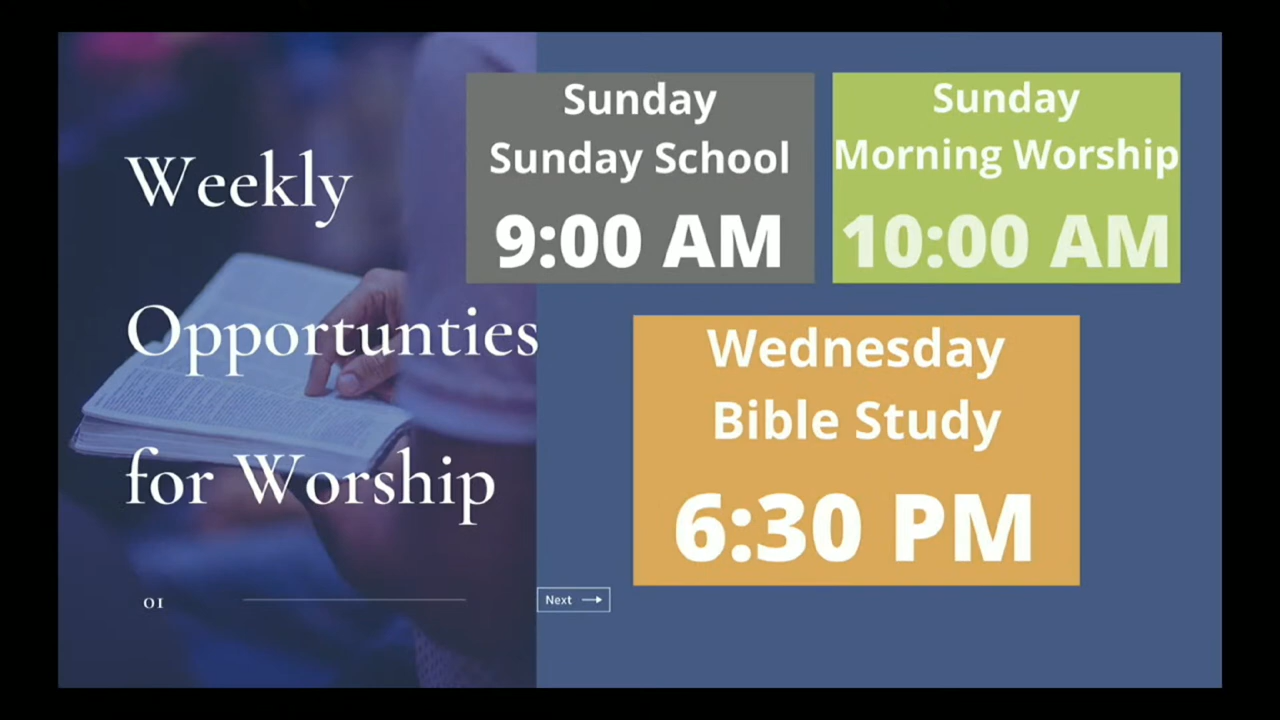 Weekly
Opportunties
for Worship
01
Next
Sunday
Sunday School
9:00 AM
Sunday
Morning Worship
10:00 AM
Wednesday
Bible Study
6:30 PM